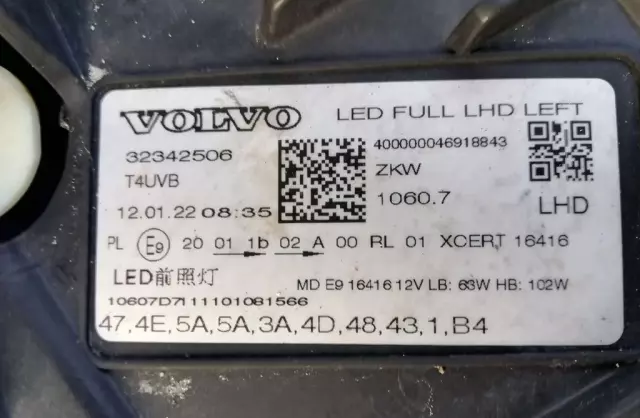 VOLVO LED FULL LHD LEFT
32342506 400000046918843
T4UVB ZKW
12.01.22 08:35 1060.7 LHD
PL E9 20 01 1b 02 A 00 RL 01 XCERT 16416
LED前照灯 MD E9 16416 12V LB: 63W HB: 102W
10607D7111101081566
47,4E,5A,5A,3A,4D,48,43,1,B4